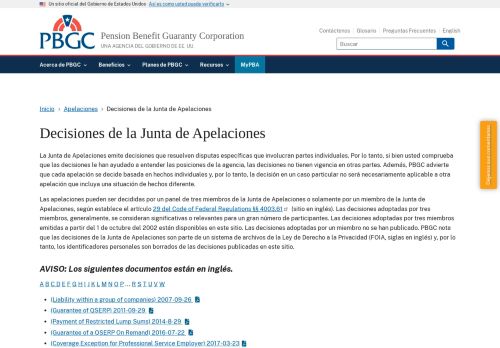 Un sitio oficial del Gobierno de Estados Unidos Así es como usted puede verificarlo
PBGC
Pension Benefit Guaranty Corporation
UNA AGENCIA DEL GOBIERNO DE EE. UU
Contáctenos Glosario Preguntas Frecuentes English
Buscar
Acerca de PBGC Beneficios Planes de PBGC Recursos MyPBA
Inicio › Apelaciones › Decisiones de la Junta de Apelaciones
Decisiones de la Junta de Apelaciones
La Junta de Apelaciones emite decisiones que resuelven disputas específicas que involucran partes individuales. Por lo tanto, si bien usted comprueba
que las decisiones le han ayudado a entender las posiciones de la agencia, las decisiones no tienen vigencia en otras partes. Además, PBGC advierte
que cada apelación se decide basada en hechos individuales y, por lo tanto, la decisión en un caso particular no será necesariamente aplicable a otra
apelación que incluya una situación de hechos diferente.
Las apelaciones pueden ser decididas por un panel de tres miembros de la Junta de Apelaciones o solamente por un miembro de la Junta de
Apelaciones, según establece el artículo 29 del Code of Federal Regulations §§ 4003.61 (sitio en inglés). Las decisiones adoptadas por tres
miembros, generalmente, se consideran significativas o relevantes para un gran número de participantes. Las decisiones adoptadas por tres miembros
emitadas a partir del 1 de octubre del 2002 están disponibles en este sitio. Las decisiones adoptadas por un miembro no se han publicado. PBGC nota
que las decisiones de la Junta de Apelaciones son parte de un sistema de archivos de la Ley de Derecho a la Privacidad (FOIA, siglas en inglés) y, por lo
tanto, los identificadores personales son borrados de las decisiones publicadas en este sitio.
AVISO: Los siguientes documentos están en inglés.
A B C D E F G H I J K L M N O P ... R S T U V W
(Liability within a group of companies) 2007-09-26
(Guarantee of QSERP) 2011-09-29
(Payment of Restricted Lump Sums) 2014-8-29
(Guarantee of a QSERP On Remand) 2016-07-22
(Coverage Exception for Professional Service Employer) 2017-03-23